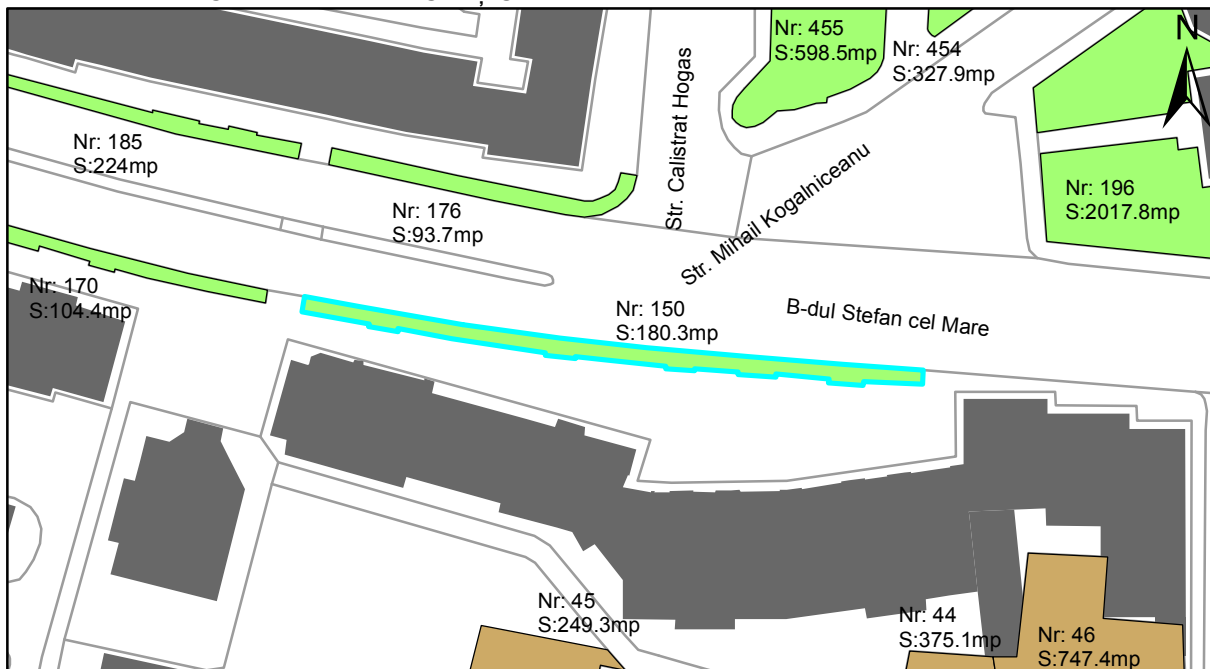 Nr: 455
S:598.5mp
Nr: 454
S:327.9mp
N
Nr: 185
S:224mp
Str. Calistrat Hogas
Nr: 176
S:93.7mp
Str. Mihail Kogalniceanu
Nr: 196
S:2017.8mp
Nr: 170
S:104.4mp
Nr: 150
S:180.3mp
B-dul Stefan cel Mare
Nr: 45
S:249.3mp
Nr: 44
S:375.1mp
Nr: 46
S:747.4mp